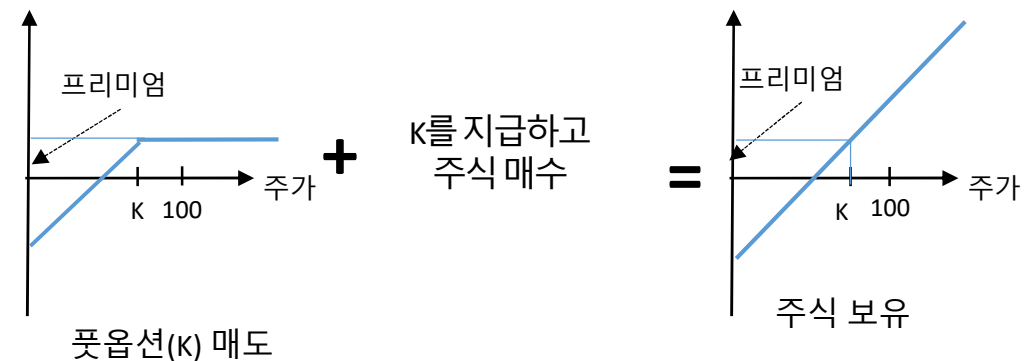 프리미엄
주가
K 100
풋옵션(K) 매도
+
K를 지급하고
주식 매수
=
프리미엄
주가
K 100
주식 보유